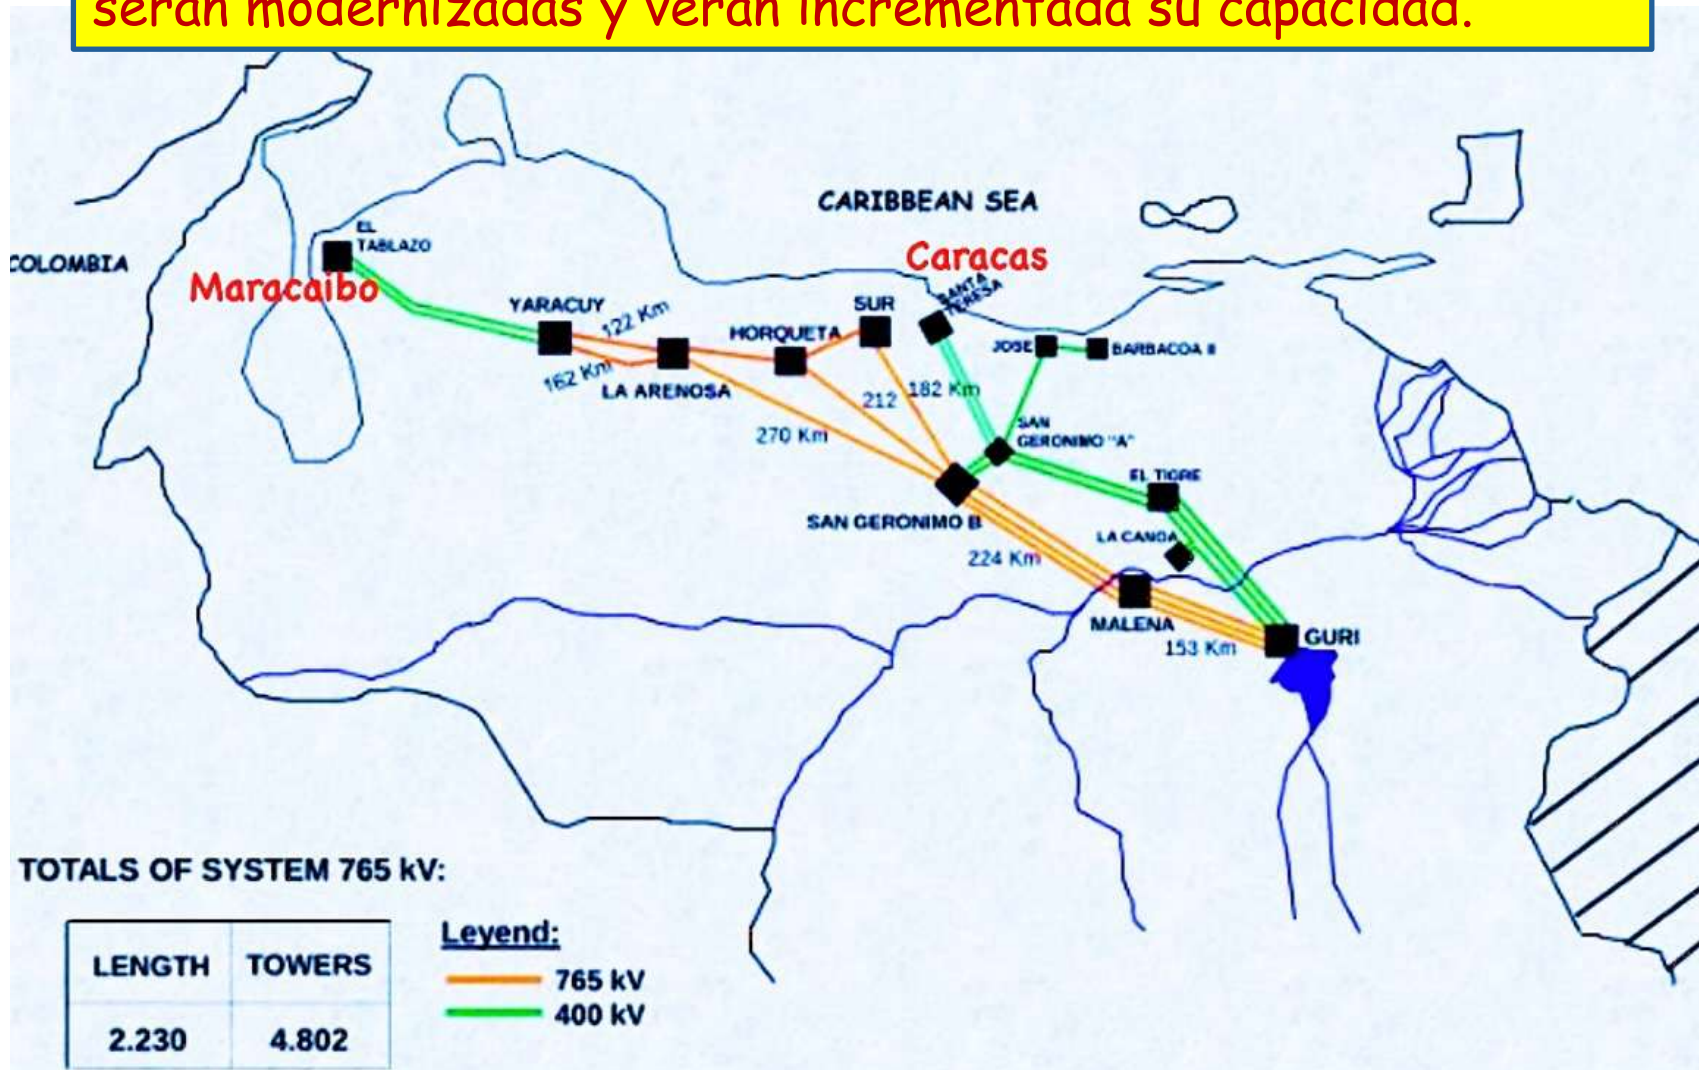 serán modernizadas y verán incrementada su capacidad.
CARIBBEAN SEA
EL
TABLAZO
COLOMBIA
Maracaibo
Caracas
SANTA
TERESA
YARACUY
122 Km
162 Km
LA ARENOSA
HORQUETA
SUR
JOSE
BARBACOA II
212
182 Km
270 Km
SAN
GERONIMO "A"
EL TIGRE
SAN GERONIMO B
LA CANOA
224 Km
MALENA
153 Km
GURI
TOTALS OF SYSTEM 765 kV:
LENGTH TOWERS
2.230 4.802
Leyend:
765 kV
400 kV